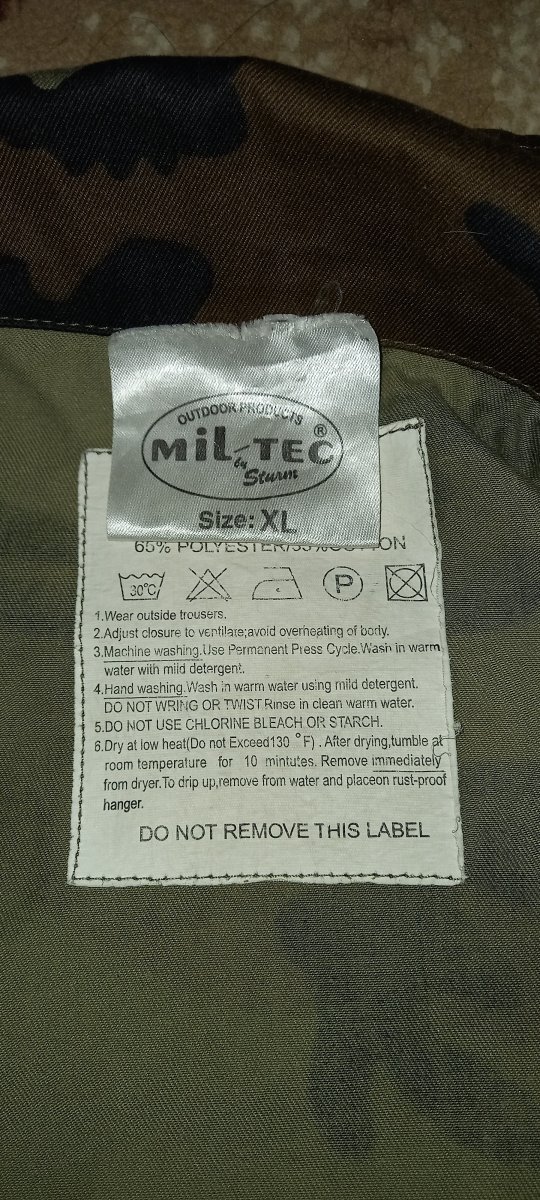 OUTDOOR PRODUCTS
MiL-TEC ®
by Sturm
Size: XL
65% POLYESTER/35% COTTON
30°C
P
1.Wear outside trousers.
2.Adjust closure to ventilare;avoid overheating of body.
3.Machine washing.Use Permanent Press Cycle.Wash in warm
water with mild detergent.
4.Hand washing.Wash in warm water using mild detergent.
DO NOT WRING OR TWIST Rinse in clean warm water.
5.DO NOT USE CHLORINE BLEACH OR STARCH.
6.Dry at low heat(Do not Exceed130 °F) . After drying,tumble at
room temperature for 10 mintutes. Remove immediately
from dryer.To drip up,remove from water and placeon rust-proof
hanger.
DO NOT REMOVE THIS LABEL